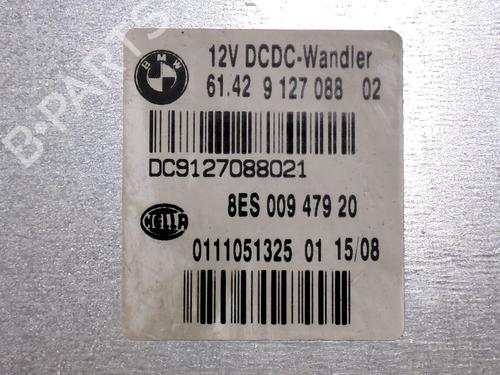 B-PARTS
BMW
12V DCDC-Wandler
61.42 9 127 088 02
DC9127088021
8ES 009 479 20
HELLA
0111051325 01 15/08